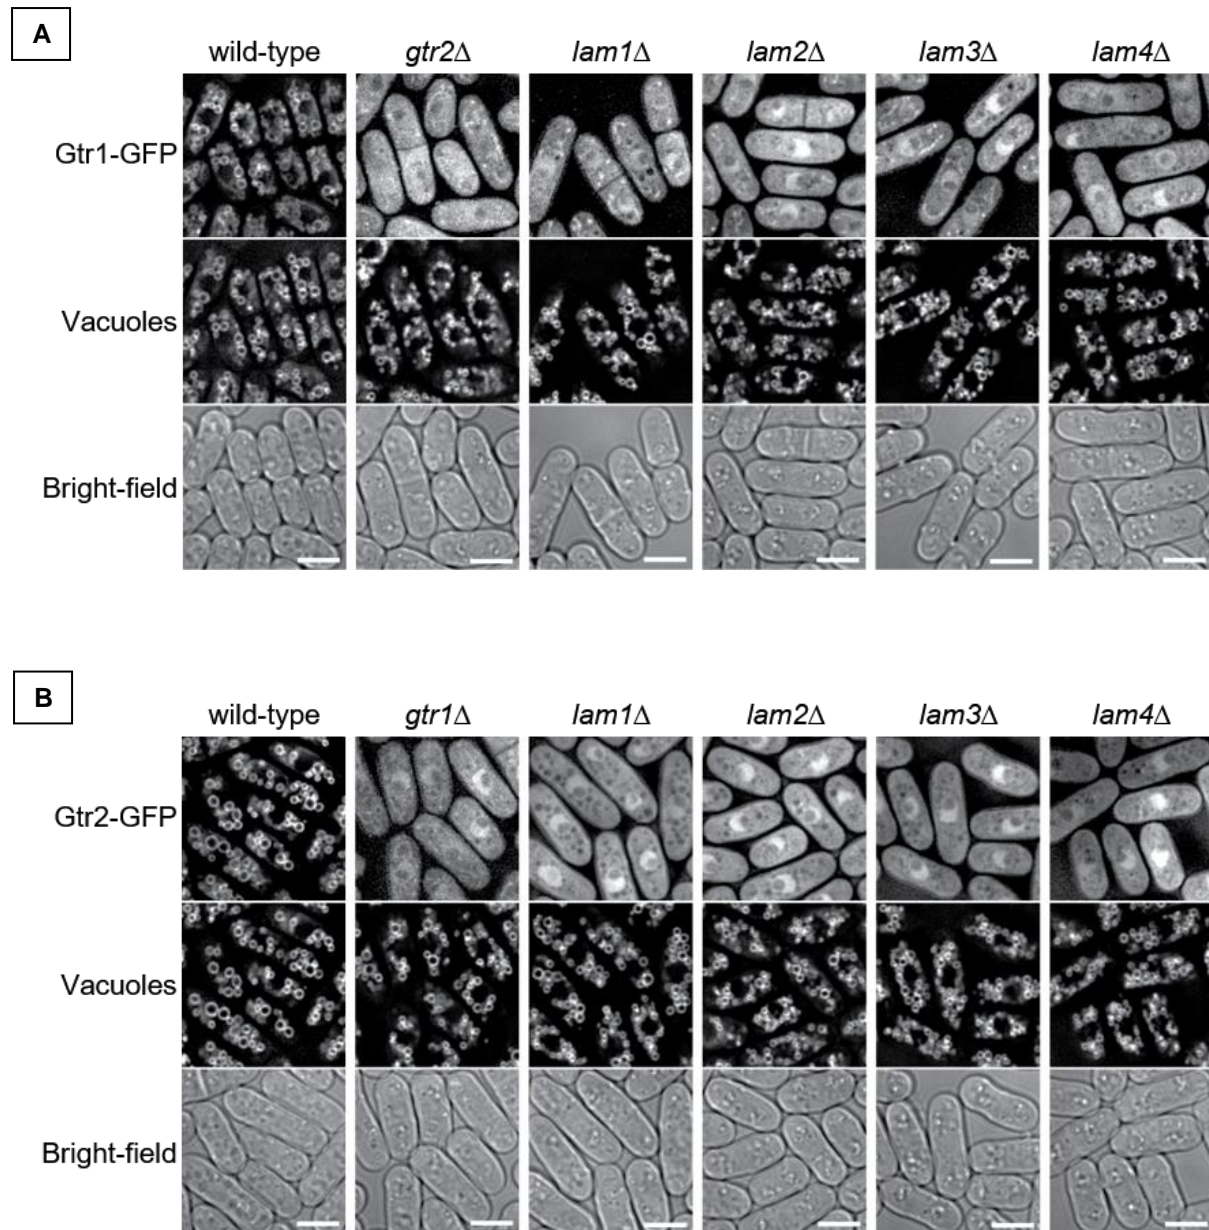 A
wild-type gtr2Δ lam1Δ lam2Δ lam3Δ lam4Δ
Gtr1-GFP
Vacuoles
Bright-field
B
wild-type gtr1Δ lam1Δ lam2Δ lam3Δ lam4Δ
Gtr2-GFP
Vacuoles
Bright-field